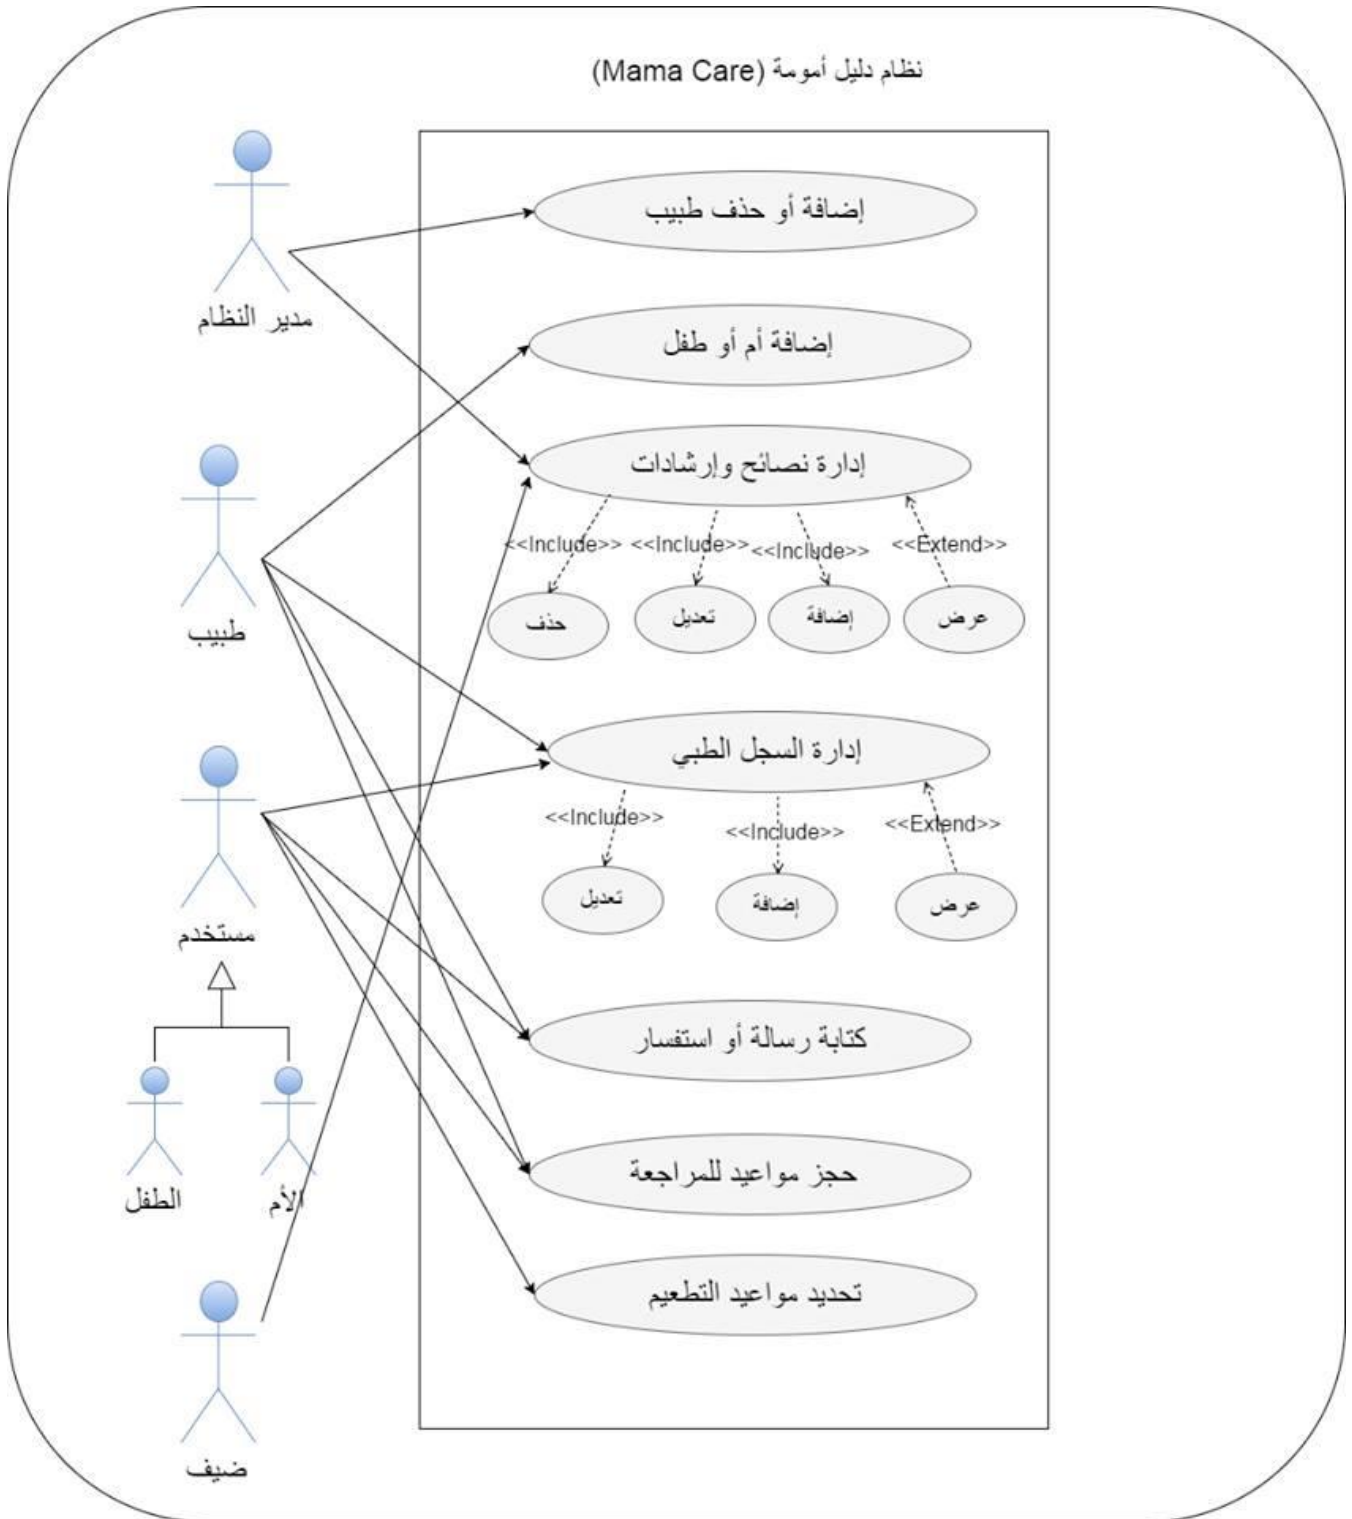 نظام دليل أمومة (Mama Care)
مدير النظام
إضافة أو حذف طبيب
إضافة أم أو طفل
طبيب
إدارة نصائح وإرشادات
<<Include>> <<Include>> <<Include>> <<Extend>>
حذف
تعديل
إضافة
عرض
إدارة السجل الطبي
<<Include>> <<Include>> <<Extend>>
تعديل
إضافة
عرض
مستخدم
الطفل
الأم
كتابة رسالة أو استفسار
حجز مواعيد للمراجعة
تحديد مواعيد التطعيم
ضيف